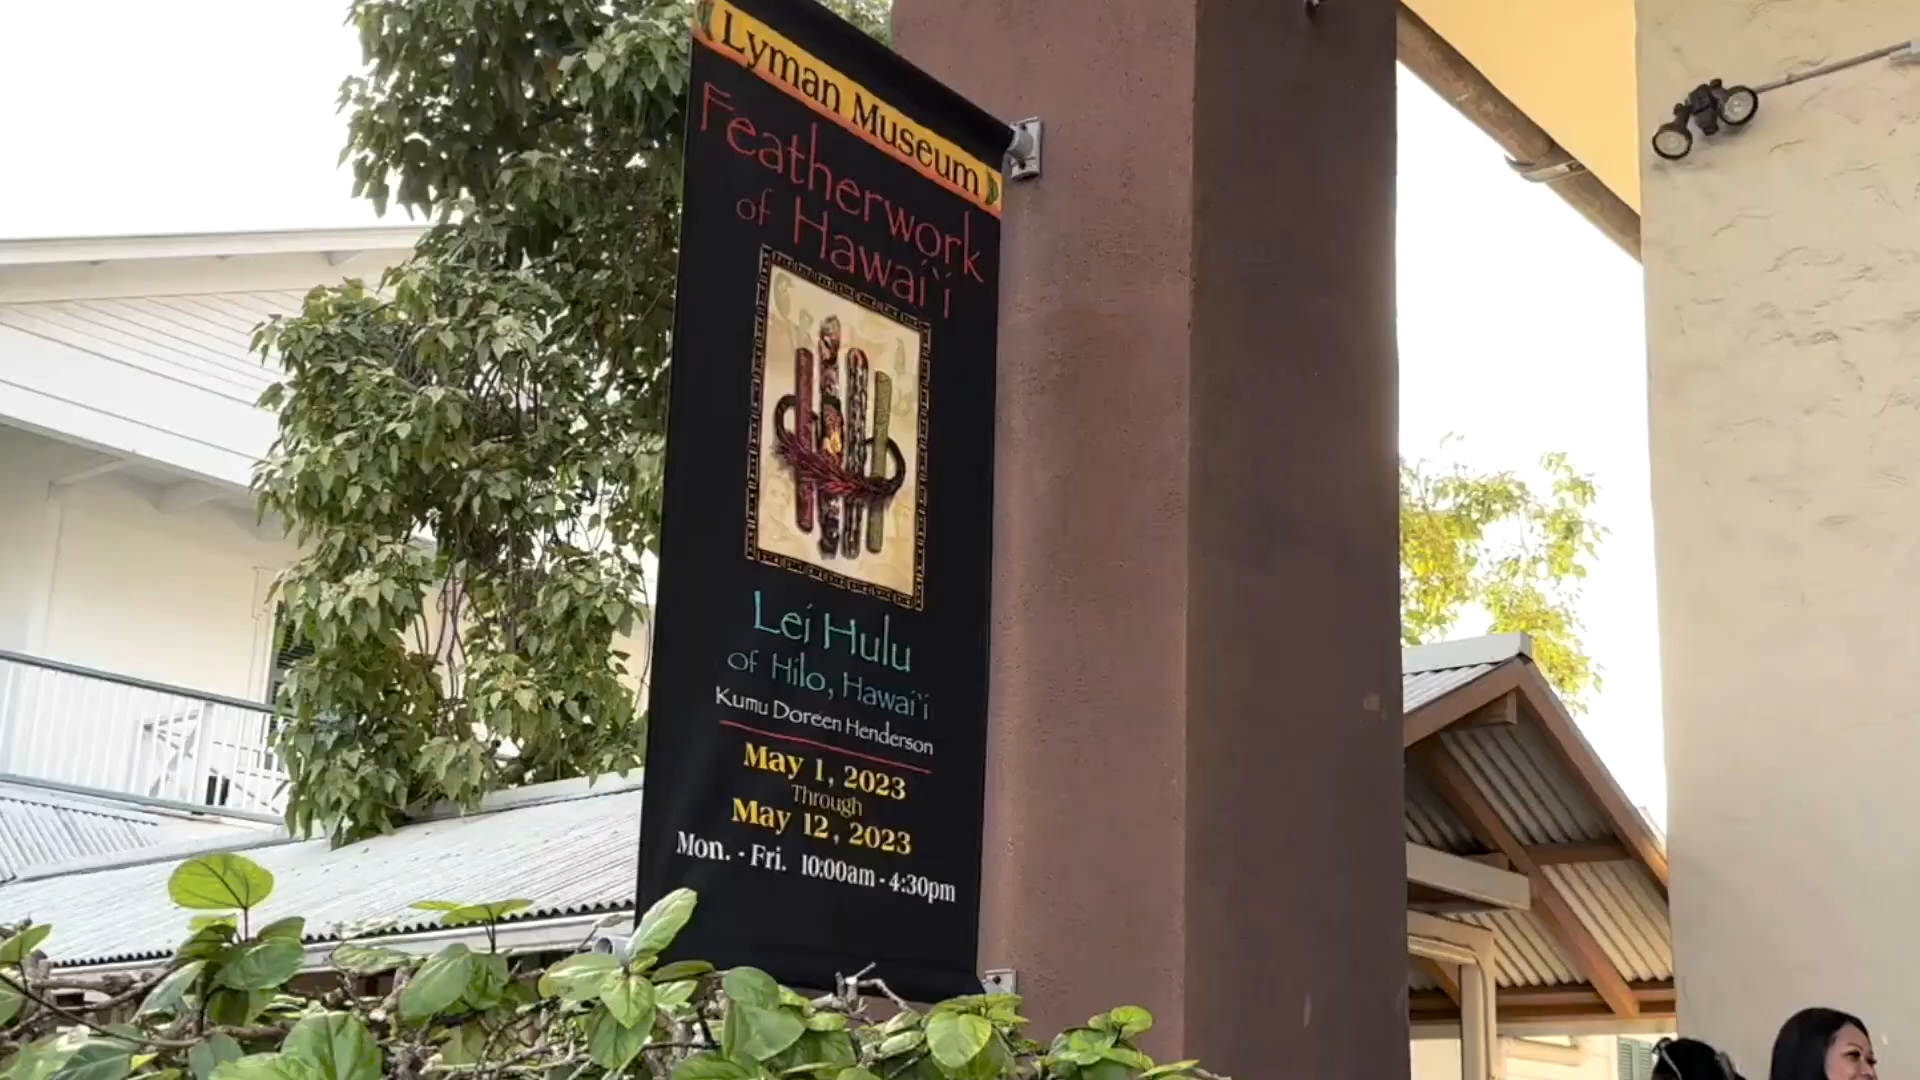 Lyman Museum
Featherwork
of Hawai‘i
Lei Hulu
of Hilo, Hawai‘i
Kumu Doreen Henderson
May 1, 2023
Through
May 12, 2023
Mon. - Fri. 10:00am - 4:30pm